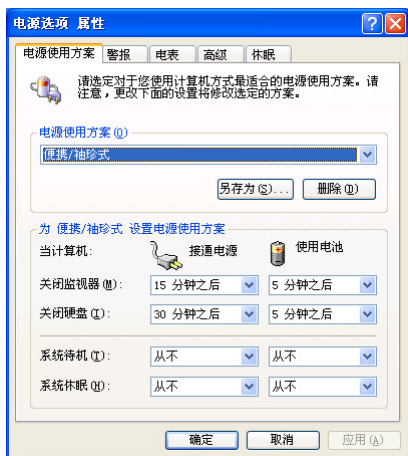 电源选项 属性
电源使用方案 警报 电表 高级 休眠
请选定对于您使用计算机方式最适合的电源使用方案。请
注意，更改下面的设置将修改选定的方案。
电源使用方案(O)
便携/袖珍式
另存为(S)... 删除(D)
为 便携/袖珍式 设置电源使用方案
当计算机: 接通电源 使用电池
关闭监视器(M): 15 分钟之后 5 分钟之后
关闭硬盘(I): 30 分钟之后 5 分钟之后
系统待机(T): 从不 从不
系统休眠(H): 从不 从不
确定 取消 应用(A)